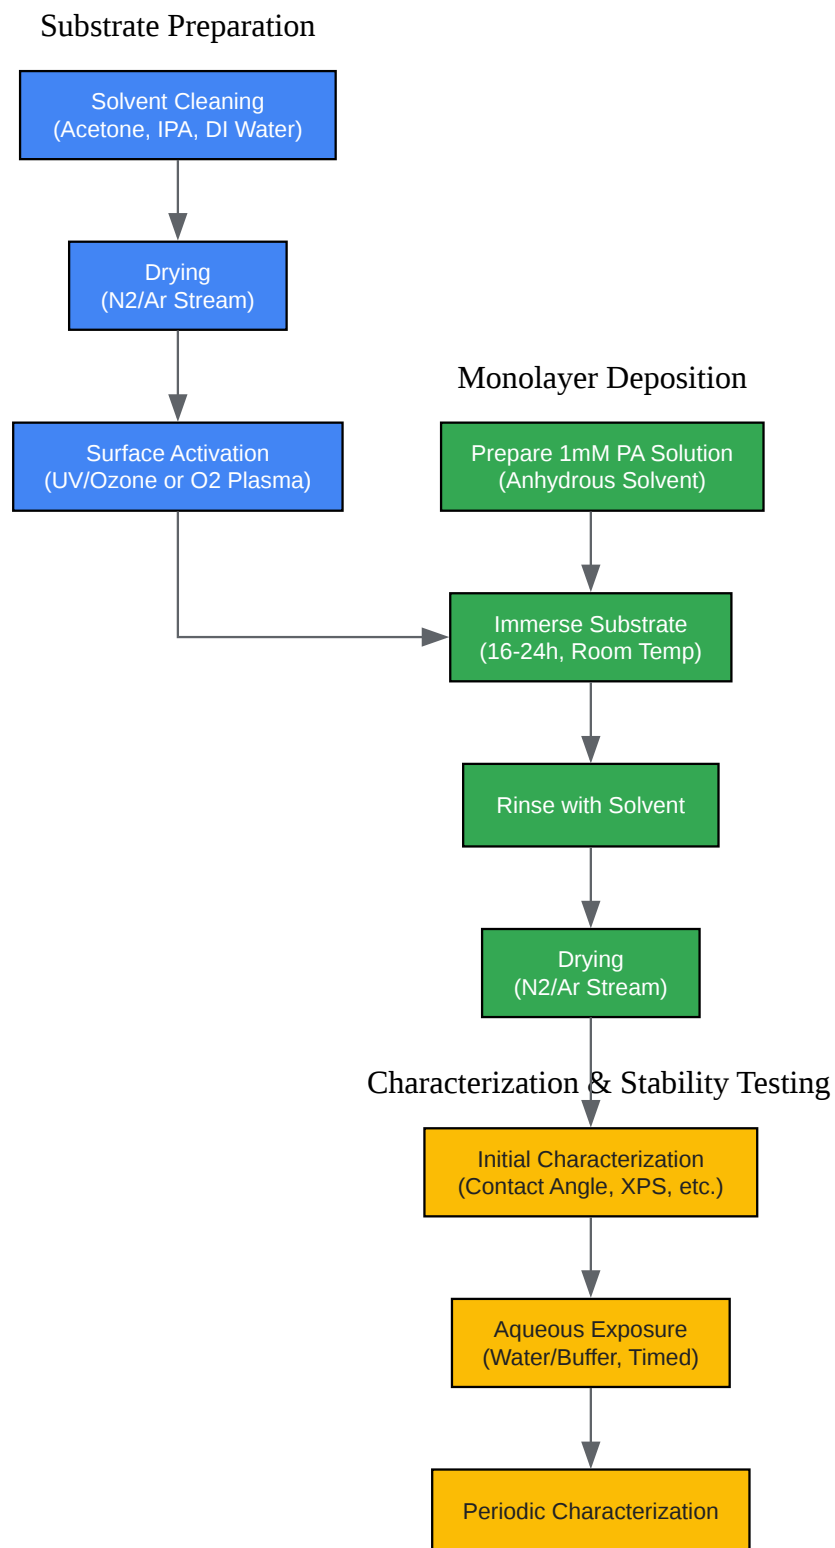 Substrate Preparation
Solvent Cleaning
(Acetone, IPA, DI Water)
Drying
(N2/Ar Stream)
Surface Activation
(UV/Ozone or O2 Plasma)
Monolayer Deposition
Prepare 1mM PA Solution
(Anhydrous Solvent)
Immerse Substrate
(16-24h, Room Temp)
Rinse with Solvent
Drying
(N2/Ar Stream)
Characterization & Stability Testing
Initial Characterization
(Contact Angle, XPS, etc.)
Aqueous Exposure
(Water/Buffer, Timed)
Periodic Characterization